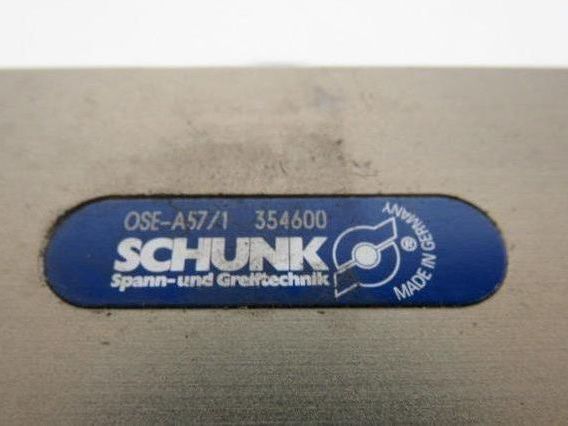 OSE-A57/1 354600
SCHUNK
Spann-und Greiftechnik
®
MADE IN GERMANY